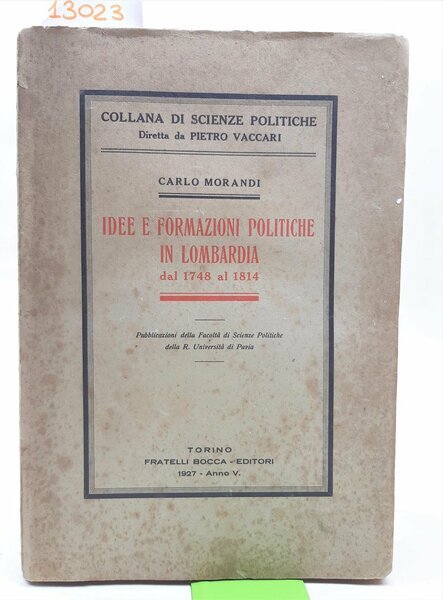 13023
COLLANA DI SCIENZE POLITICHE
Diretta da PIETRO VACCARI
CARLO MORANDI
IDEE E FORMAZIONI POLITICHE
IN LOMBARDIA
dal 1748 al 1814
Pubblicazioni della Facoltà di Scienze Politiche
della R. Università di Pavia
TORINO
FRATELLI BOCCA - EDITORI
1927 - Anno V.